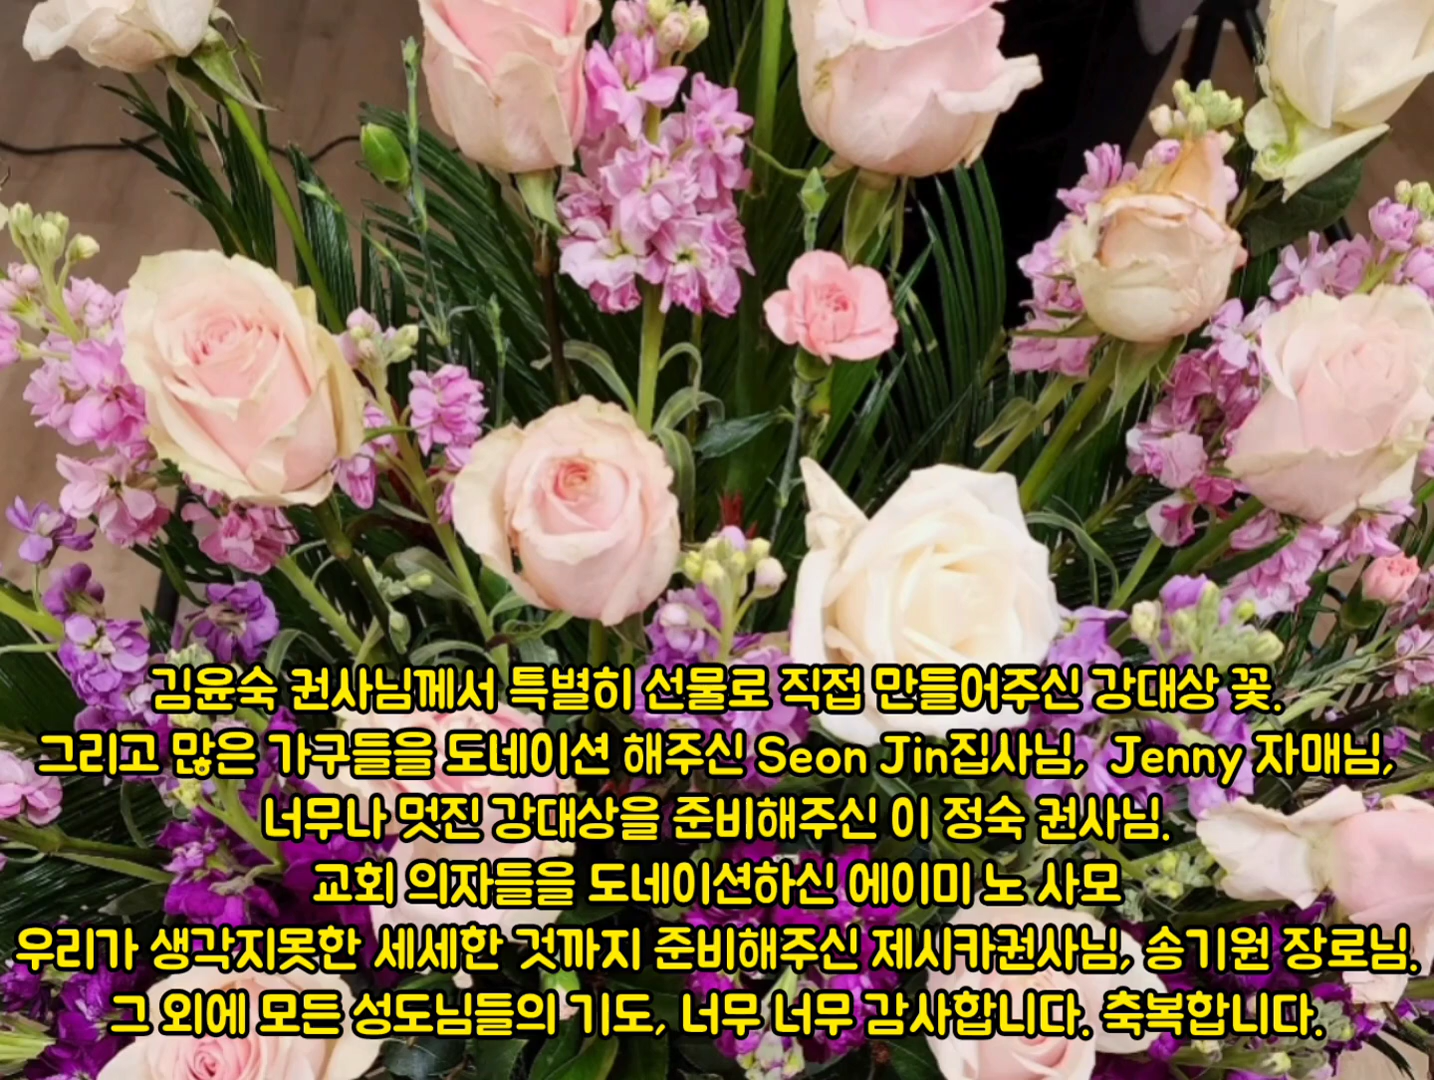 김윤숙 권사님께서 특별히 선물로 직접 만들어주신 강대상 꽃.
그리고 많은 가구들을 도네이션 해주신 Seon Jin집사님, Jenny 자매님,
너무나 멋진 강대상을 준비해주신 이 정숙 권사님.
교회 의자들을 도네이션하신 에이미 노 사모
우리가 생각지못한 세세한 것까지 준비해주신 제시카권사님, 송기원 장로님.
그 외에 모든 성도님들의 기도, 너무 너무 감사합니다. 축복합니다.